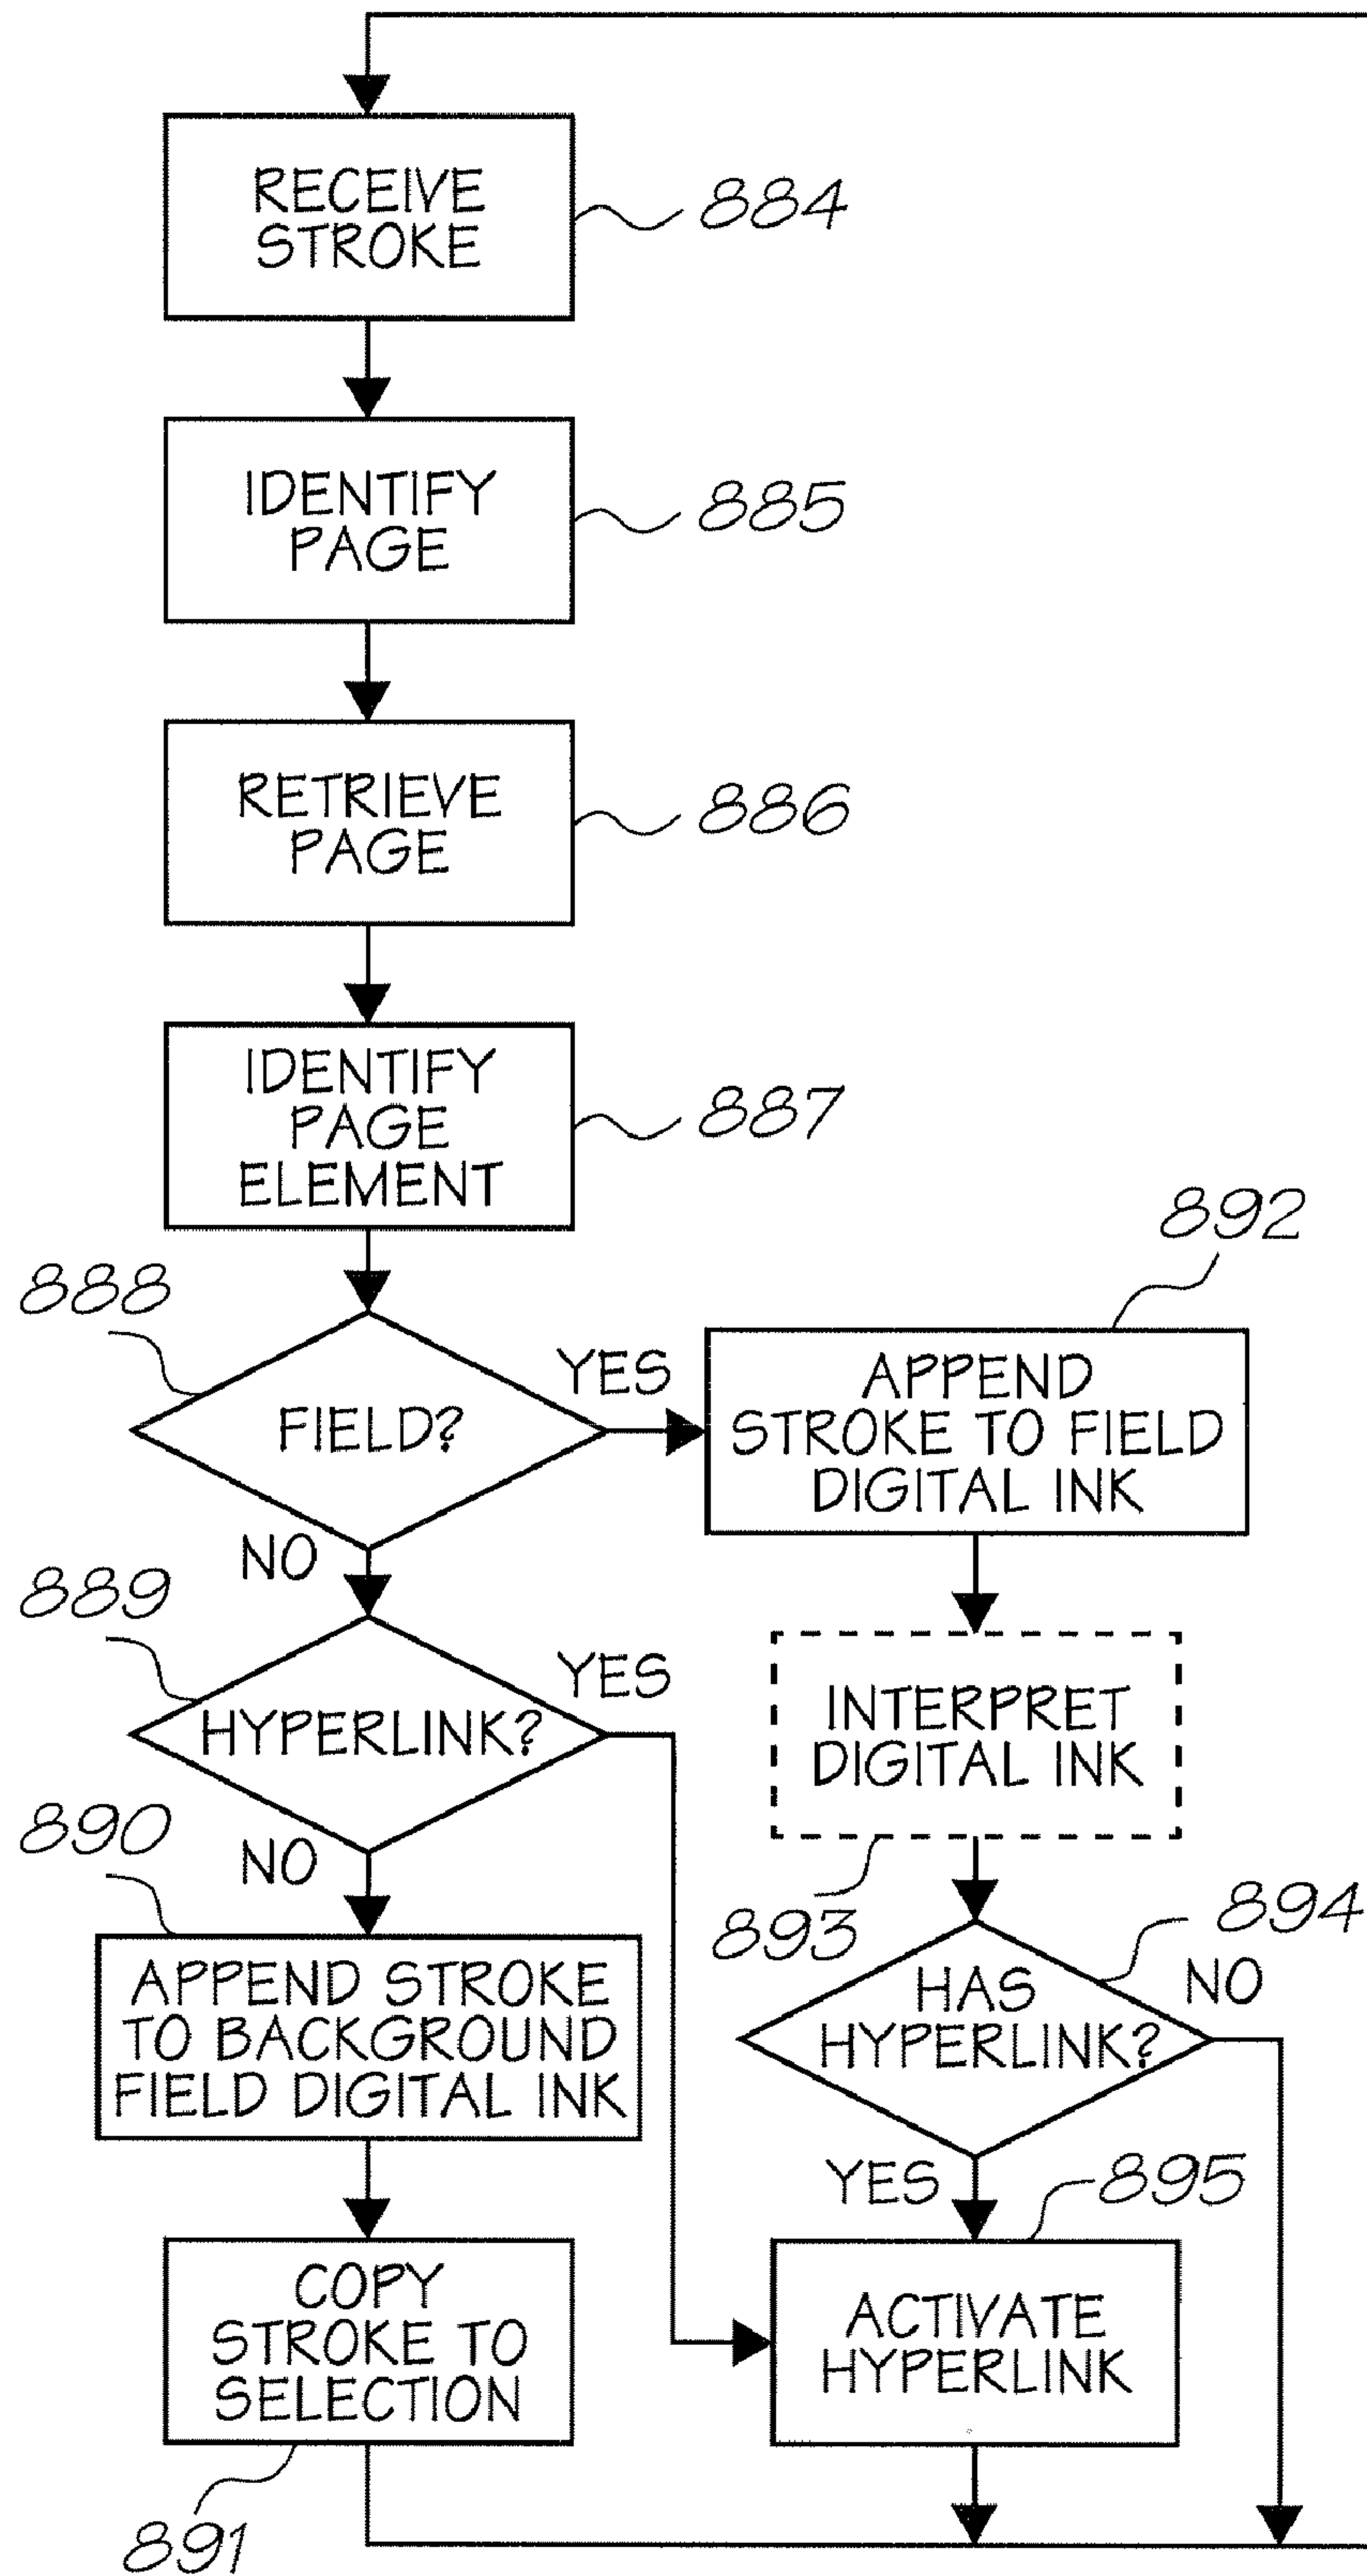 RECEIVE
STROKE
884
IDENTIFY
PAGE
885
RETRIEVE
PAGE
886
IDENTIFY
PAGE
ELEMENT
887
888
FIELD?
YES
NO
892
APPEND
STROKE TO FIELD
DIGITAL INK
889
HYPERLINK?
YES
NO
INTERPRET
DIGITAL INK
893
890
APPEND STROKE
TO BACKGROUND
FIELD DIGITAL INK
894
HAS
HYPERLINK?
NO
YES
895
COPY
STROKE TO
SELECTION
891
ACTIVATE
HYPERLINK